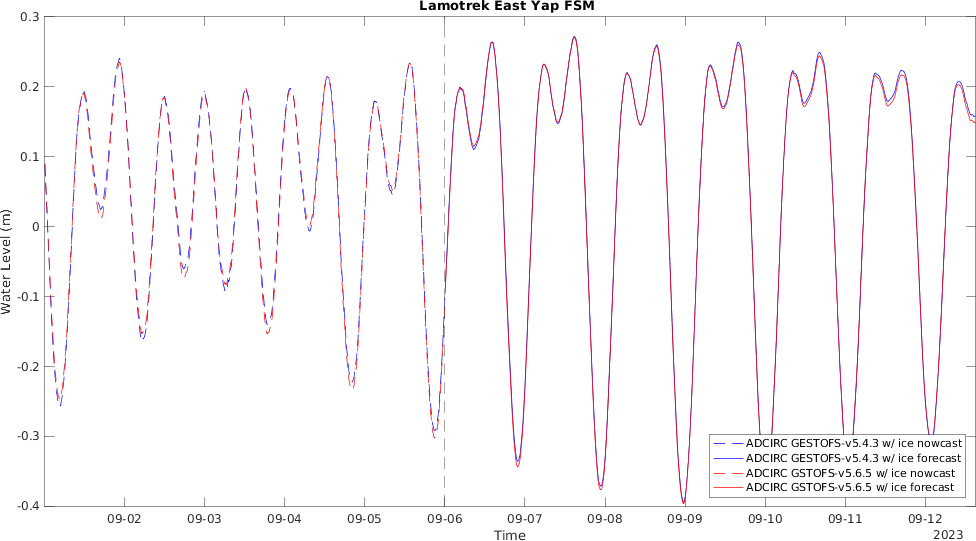 Lamotrek East Yap FSM
Water Level (m)
0.3
0.2
0.1
0
-0.1
-0.2
-0.3
-0.4
ADCIRC GESTOFS-v5.4.3 w/ ice nowcast
ADCIRC GESTOFS-v5.4.3 w/ ice forecast
ADCIRC GSTOFS-v5.6.5 w/ ice nowcast
ADCIRC GSTOFS-v5.6.5 w/ ice forecast
09-02 09-03 09-04 09-05 09-06 09-07 09-08 09-09 09-10 09-11 09-12
Time
2023